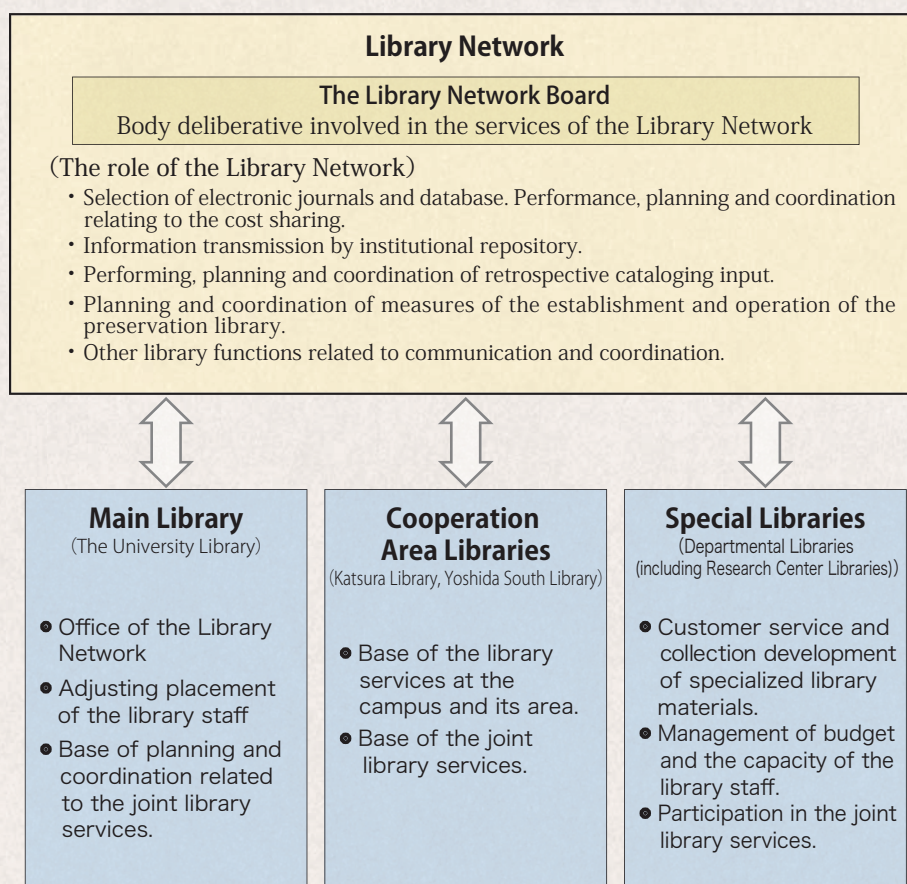 Library Network
The Library Network Board
Body deliberative involved in the services of the Library Network
（The role of the Library Network）
・Selection of electronic journals and database. Performance, planning and coordination
relating to the cost sharing.
・Information transmission by institutional repository.
・Performing, planning and coordination of retrospective cataloging input.
・Planning and coordination of measures of the establishment and operation of the
preservation library.
・Other library functions related to communication and coordination.
Main Library
(The University Library)
● Office of the Library
Network
● Adjusting placement
of the library staff
● Base of planning and
coordination related
to the joint library
services.
Cooperation
Area Libraries
(Katsura Library, Yoshida South Library)
● Base of the library
services at the
campus and its area.
● Base of the joint
library services.
Special Libraries
(Departmental Libraries
(including Research Center Libraries))
● Customer service and
collection development
of specialized library
materials.
● Management of budget
and the capacity of the
library staff.
● Participation in the joint
library services.